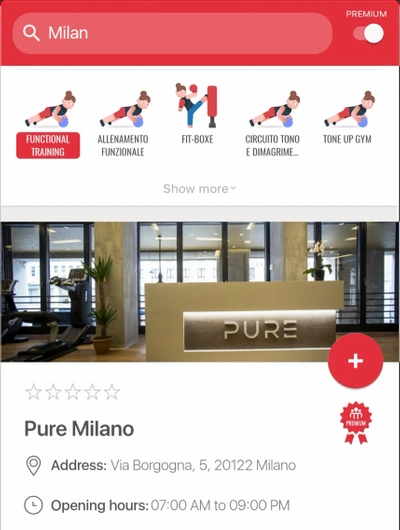 PREMIUM
Milan
FUNCTIONAL
TRAINING
ALLENAMENTO
FUNZIONALE
FIT-BOXE
CIRCUITO TONO
E DIMAGRIME...
TONE UP GYM
Show more
PURE
+
PREMIUM
Pure Milano
Address: Via Borgogna, 5, 20122 Milano
Opening hours: 07:00 AM to 09:00 PM